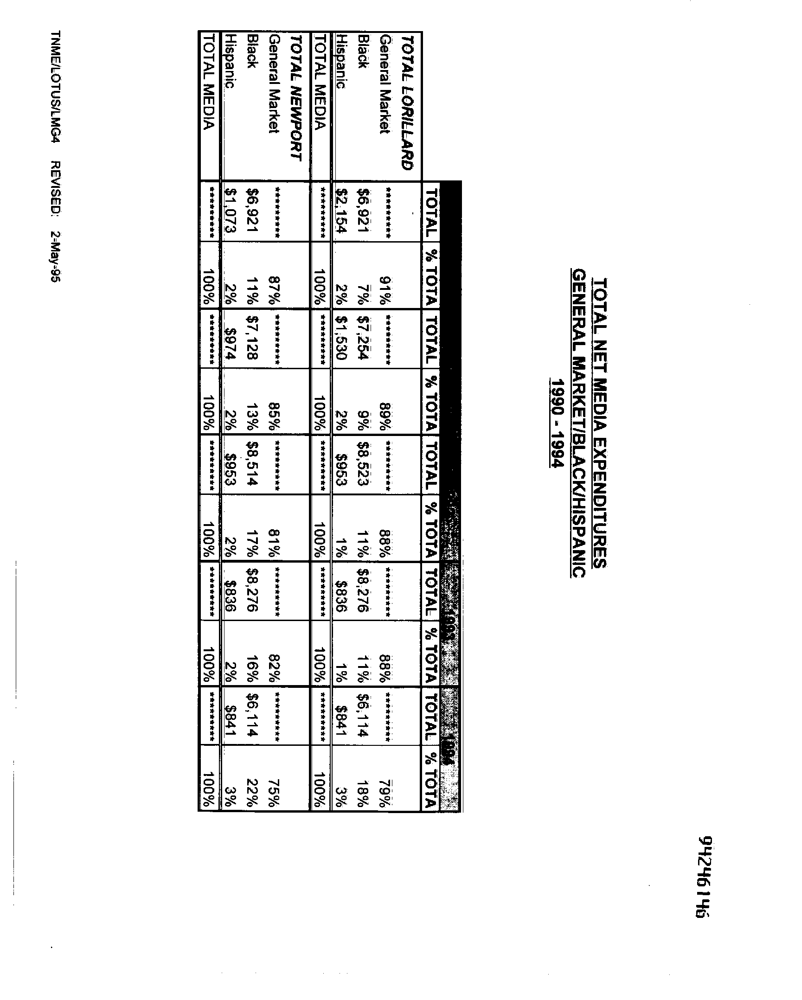 TOTAL NET MEDIA EXPENDITURES
GENERAL MARKET/BLACK/HISPANIC
1990 - 1994
1993 1994
TOTAL % TOTA TOTAL % TOTA TOTAL % TOTA TOTAL % TOTA TOTAL % TOTA
TOTAL LORILLARD
General Market ********* 91% ********* 89% ********* 88% ********* 88% ********* 79%
Black $6,921 7% $7,254 9% $8,523 11% $8,276 11% $6,114 18%
Hispanic $2,154 2% $1,530 2% $953 1% $836 1% $841 3%
TOTAL MEDIA ********* 100% ********* 100% ********* 100% ********* 100% ********* 100%
TOTAL NEWPORT
General Market ********* 87% ********* 85% ********* 81% ********* 82% ********* 75%
Black $6,921 11% $7,128 13% $8,514 17% $8,276 16% $6,114 22%
Hispanic $1,073 2% $974 2% $953 2% $836 2% $841 3%
TOTAL MEDIA ********* 100% ********* 100% ********* 100% ********* 100% ********* 100%
TNME/LOTUS/LMG4 REVISED: 2-May-95
94246146